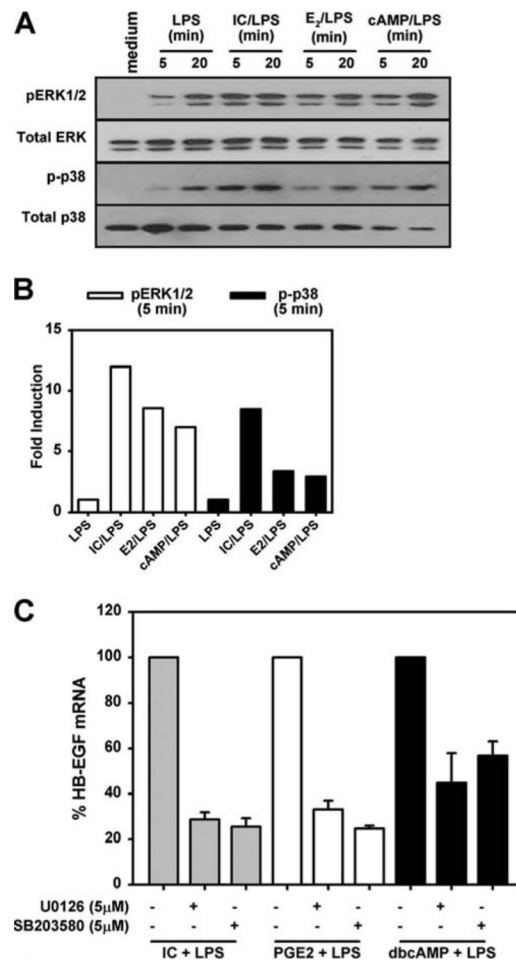 A
medium
LPS
(min)
IC/LPS
(min)
E2/LPS
(min)
cAMP/LPS
(min)
5 20 5 20 5 20 5 20
pERK1/2
Total ERK
p-p38
Total p38
B
pERK1/2
(5 min)
p-p38
(5 min)
Fold Induction
15
10
5
0
LPS
IC/LPS
E2/LPS
cAMP/LPS
LPS
IC/LPS
E2/LPS
cAMP/LPS
C
% HB-EGF mRNA
120
100
80
60
40
20
0
U0126 (5μM) - + - - + - - + -
SB203580 (5μM) - - + - - + - - +
IC + LPS PGE2 + LPS dbcAMP + LPS